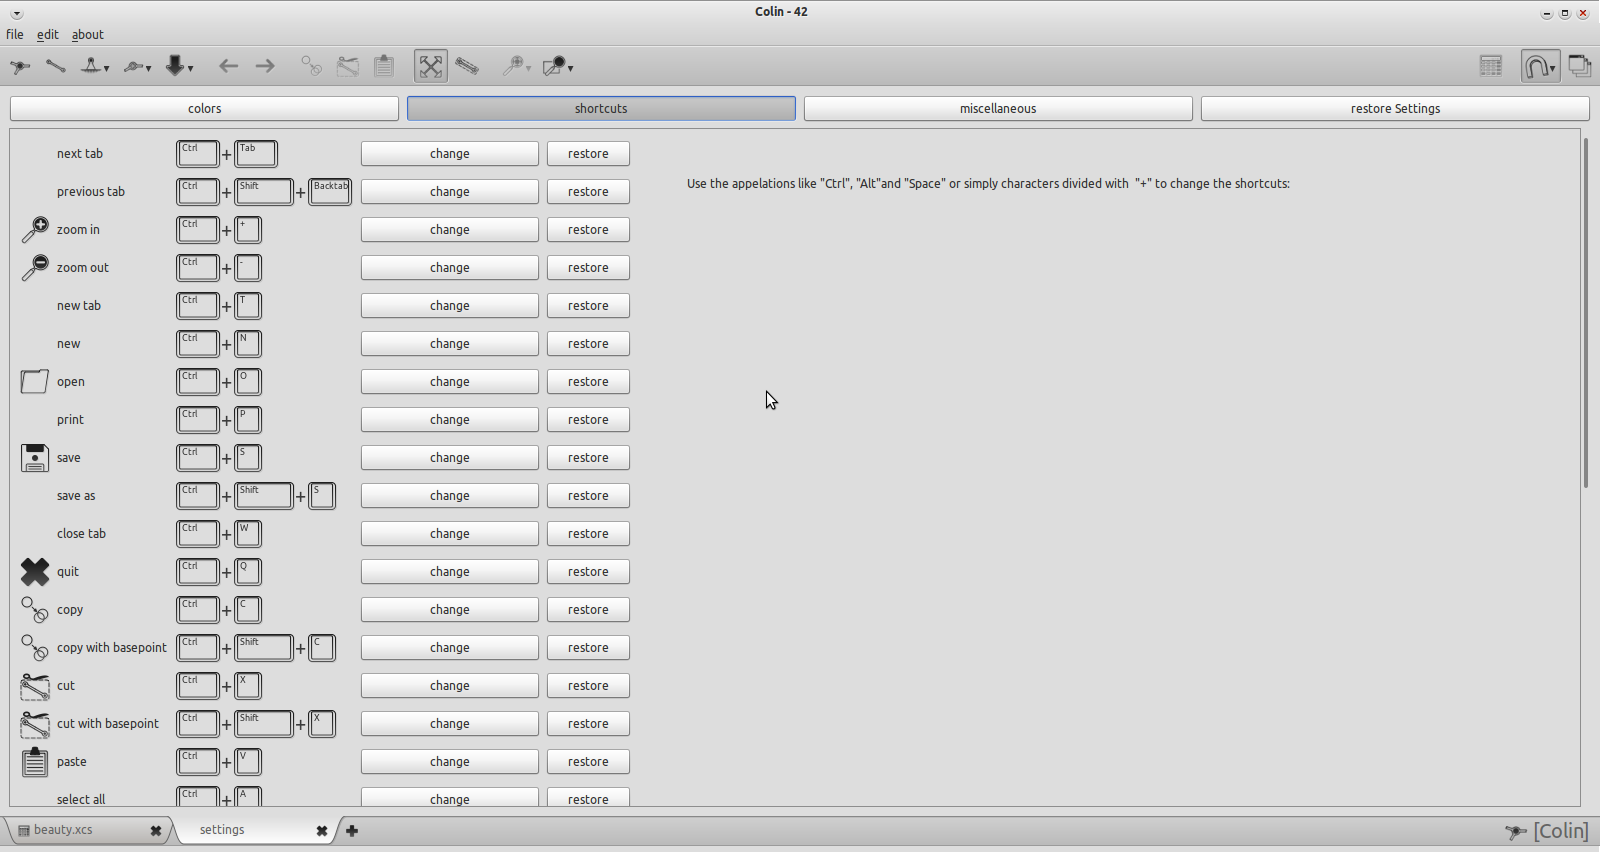 Colin - 42
file edit about
colors shortcuts miscellaneous restore Settings
next tab Ctrl + Tab change restore
Use the appelations like "Ctrl", "Alt"and "Space" or simply characters divided with "+" to change the shortcuts:
previous tab Ctrl + Shift + Backtab change restore
zoom in Ctrl + + change restore
zoom out Ctrl + - change restore
new tab Ctrl + T change restore
new Ctrl + N change restore
open Ctrl + O change restore
print Ctrl + P change restore
save Ctrl + S change restore
save as Ctrl + Shift + S change restore
close tab Ctrl + W change restore
quit Ctrl + Q change restore
copy Ctrl + C change restore
copy with basepoint Ctrl + Shift + C change restore
cut Ctrl + X change restore
cut with basepoint Ctrl + Shift + X change restore
paste Ctrl + V change restore
select all Ctrl + A change restore
beauty.xcs settings [Colin]